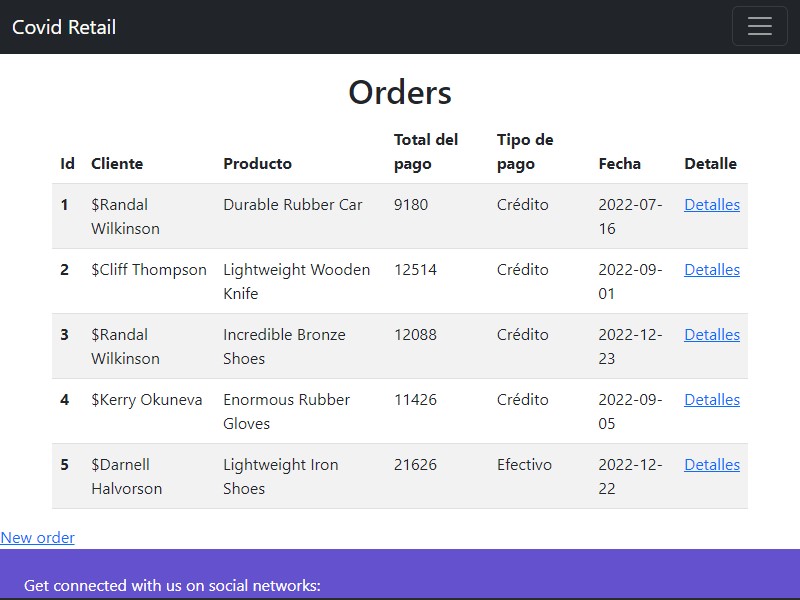 Covid Retail
Orders
Id Cliente Producto Total del pago Tipo de pago Fecha Detalle
1 $Randal Wilkinson Durable Rubber Car 9180 Crédito 2022-07-16 Detalles
2 $Cliff Thompson Lightweight Wooden Knife 12514 Crédito 2022-09-01 Detalles
3 $Randal Wilkinson Incredible Bronze Shoes 12088 Crédito 2022-12-23 Detalles
4 $Kerry Okuneva Enormous Rubber Gloves 11426 Crédito 2022-09-05 Detalles
5 $Darnell Halvorson Lightweight Iron Shoes 21626 Efectivo 2022-12-22 Detalles
New order
Get connected with us on social networks: